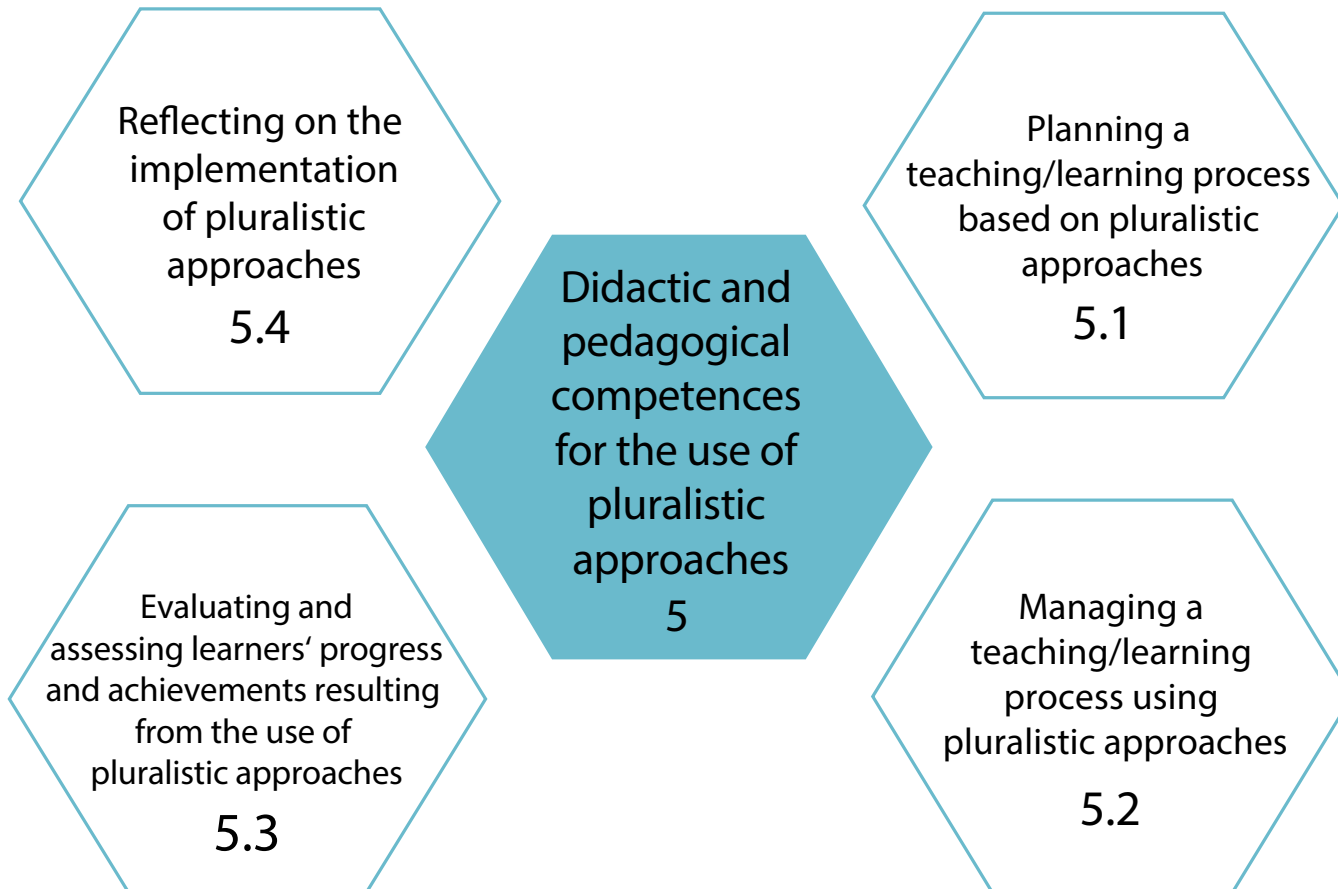 Reflecting on the
implementation
of pluralistic
approaches
5.4
Planning a
teaching/learning process
based on pluralistic
approaches
5.1
Didactic and
pedagogical
competences
for the use of
pluralistic
approaches
5
Evaluating and
assessing learners‘ progress
and achievements resulting
from the use of
pluralistic approaches
5.3
Managing a
teaching/learning
process using
pluralistic approaches
5.2